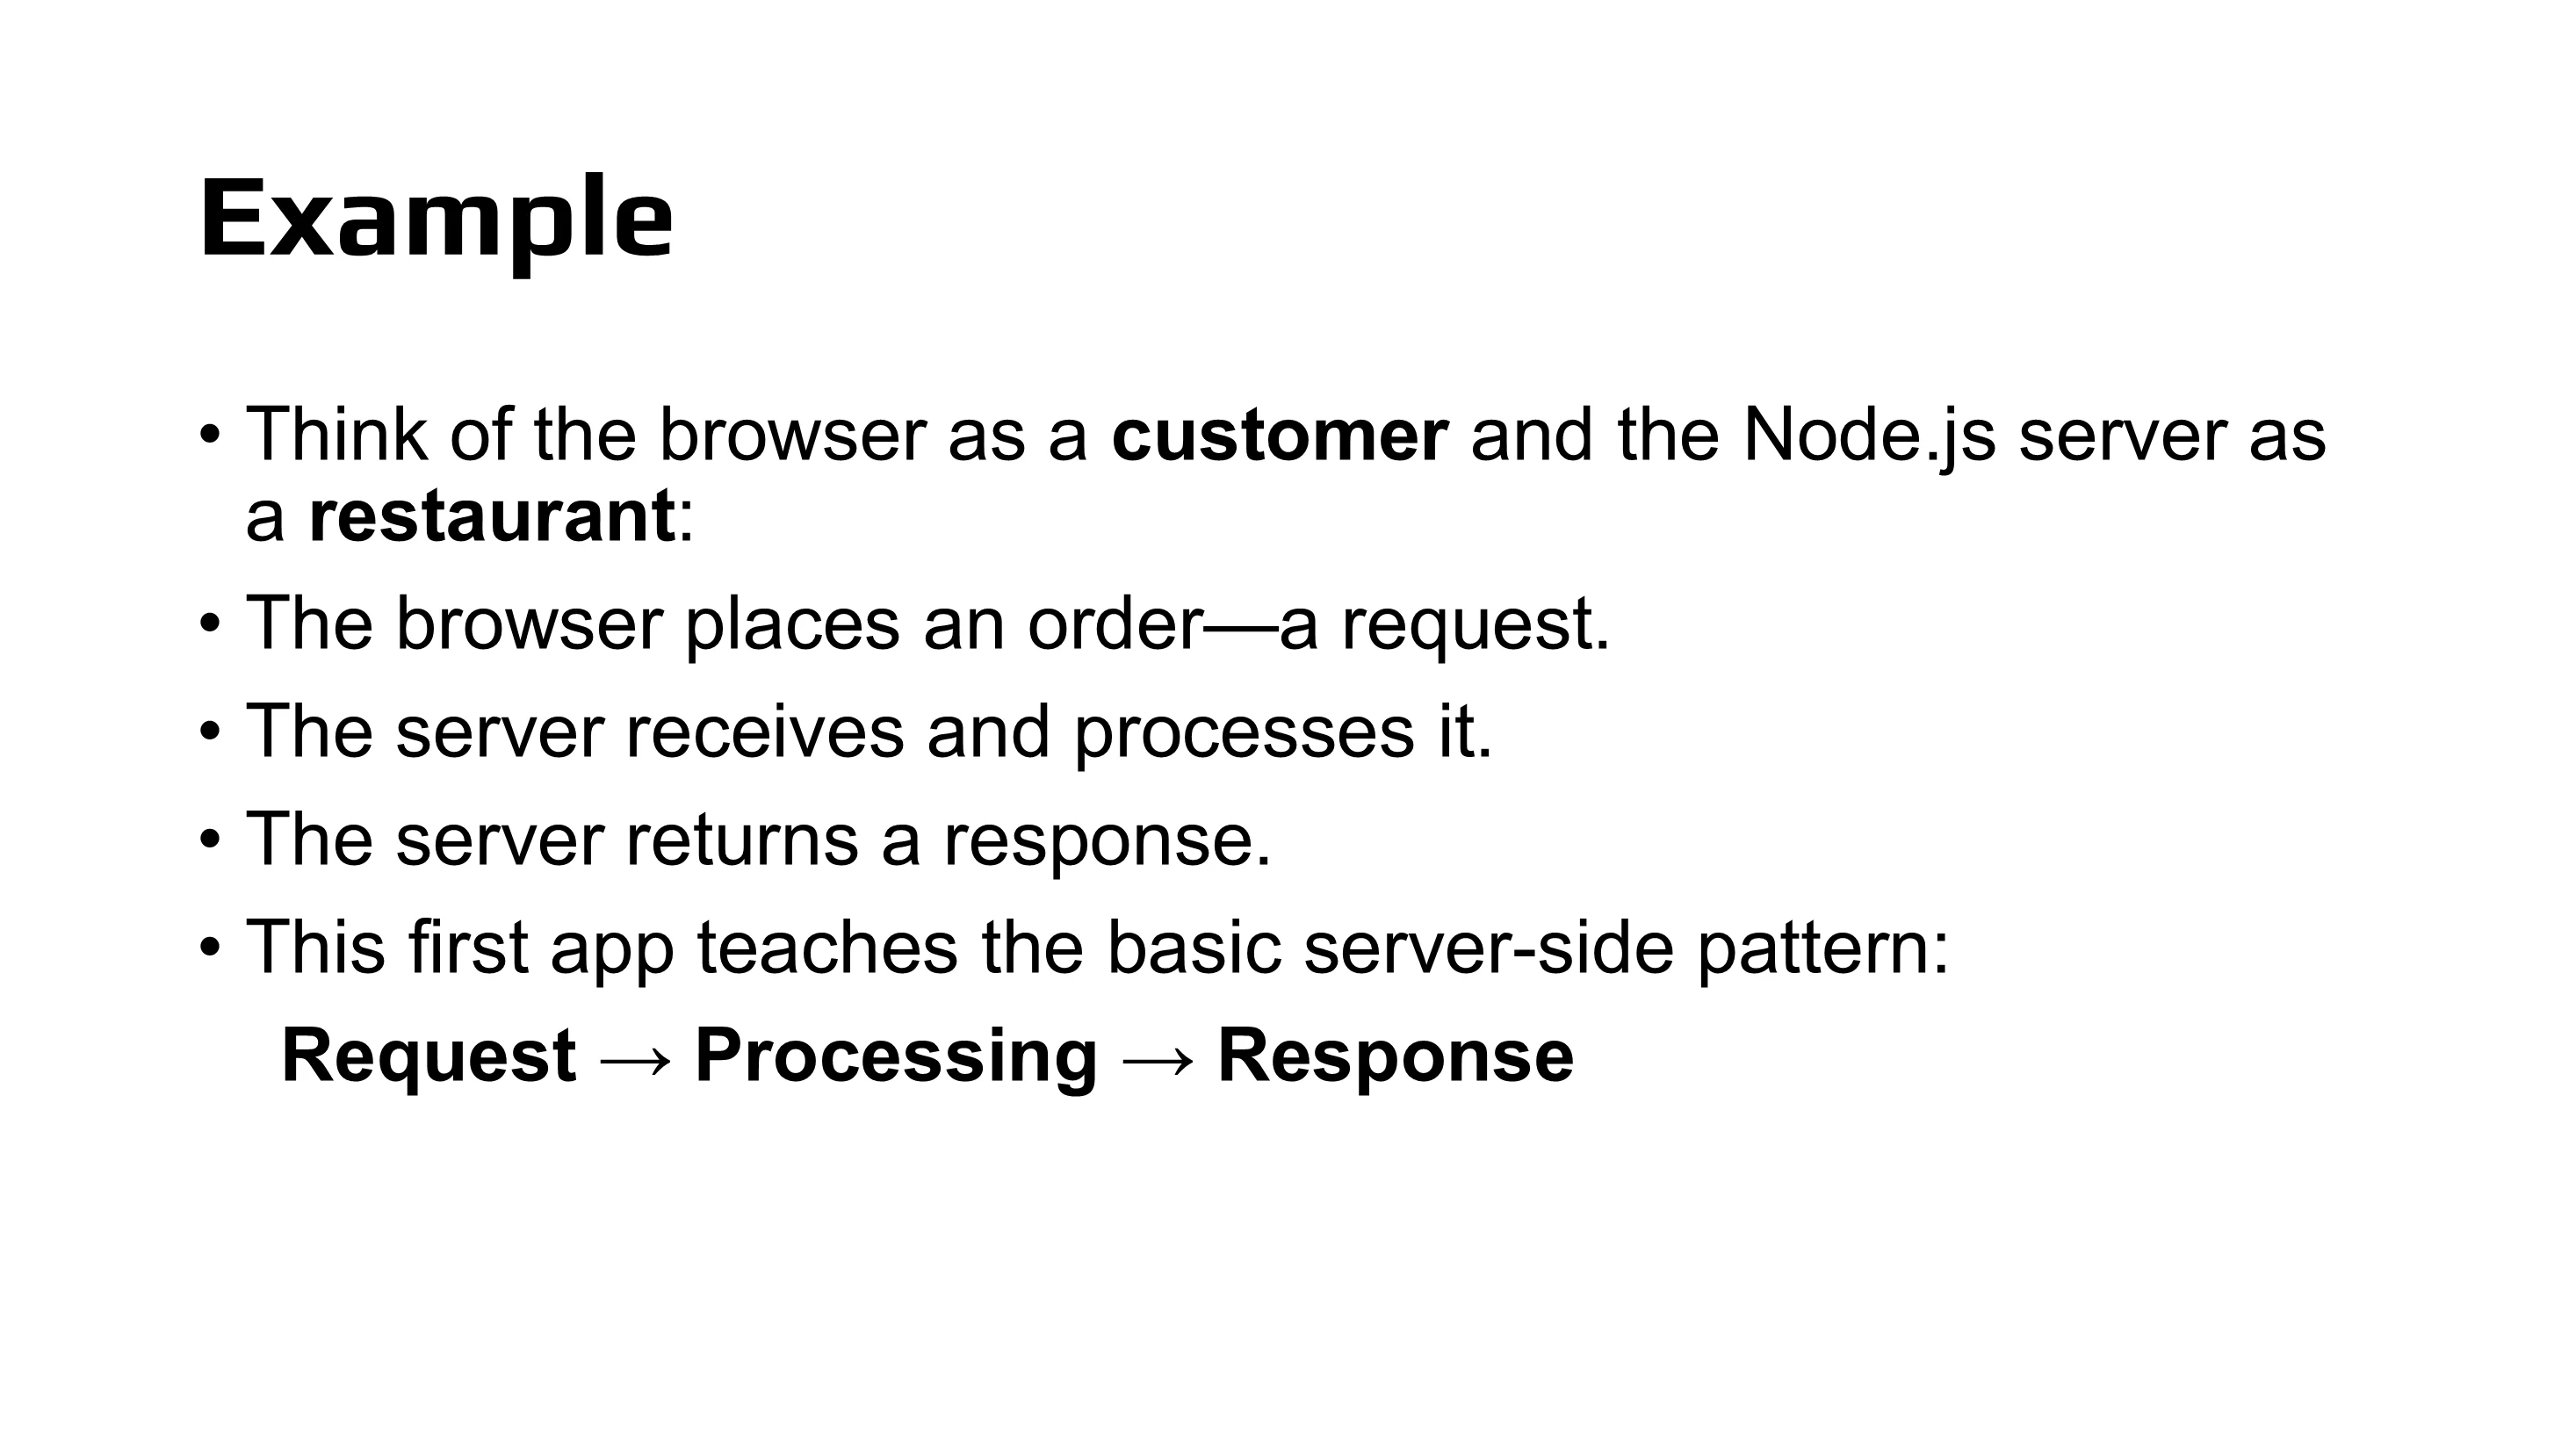 Example
• Think of the browser as a customer and the Node.js server as
a restaurant:
• The browser places an order—a request.
• The server receives and processes it.
• The server returns a response.
• This first app teaches the basic server-side pattern:
Request → Processing → Response